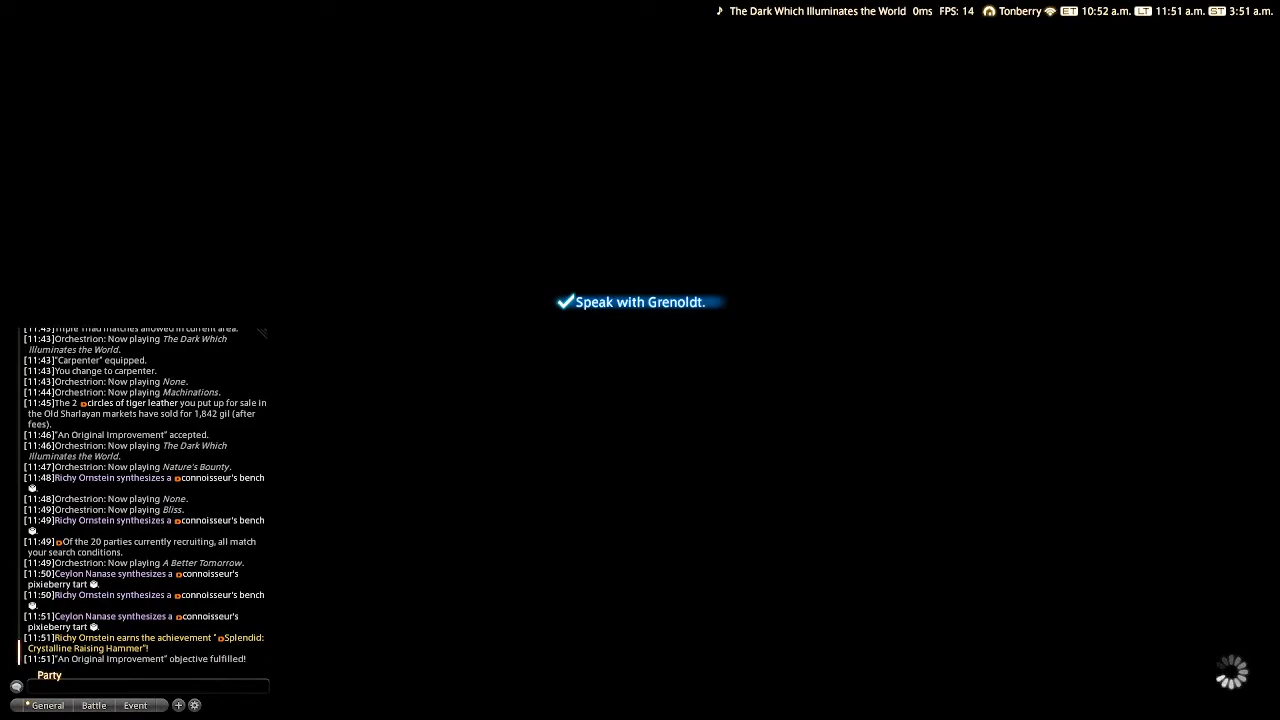 The Dark Which Illuminates the World 0ms FPS: 14 Tonberry ET 10:52 a.m. LT 11:51 a.m. ST 3:51 a.m.
Speak with Grenoldt.
[11:43]Triple Triad matches allowed in current area.
[11:43]Orchestrion: Now playing The Dark Which
Illuminates the World.
[11:43]"Carpenter" equipped.
[11:43]You change to carpenter.
[11:43]Orchestrion: Now playing None.
[11:44]Orchestrion: Now playing Machinations.
[11:45]The 2 circles of tiger leather you put up for sale in
the Old Sharlayan markets have sold for 1,842 gil (after
fees).
[11:46]"An Original Improvement" accepted.
[11:46]Orchestrion: Now playing The Dark Which
Illuminates the World.
[11:47]Orchestrion: Now playing Nature's Bounty.
[11:48]Richy Ornstein synthesizes a connoisseur's bench
.
[11:48]Orchestrion: Now playing None.
[11:49]Orchestrion: Now playing Bliss.
[11:49]Richy Ornstein synthesizes a connoisseur's bench
.
[11:49]Of the 20 parties currently recruiting, all match
your search conditions.
[11:49]Orchestrion: Now playing A Better Tomorrow.
[11:50]Ceylon Nanase synthesizes a connoisseur's
pixieberry tart .
[11:50]Richy Ornstein synthesizes a connoisseur's bench
.
[11:51]Ceylon Nanase synthesizes a connoisseur's
pixieberry tart .
[11:51]Richy Ornstein earns the achievement "Splendid:
Crystalline Raising Hammer"!
[11:51]"An Original Improvement" objective fulfilled!
Party
General Battle Event